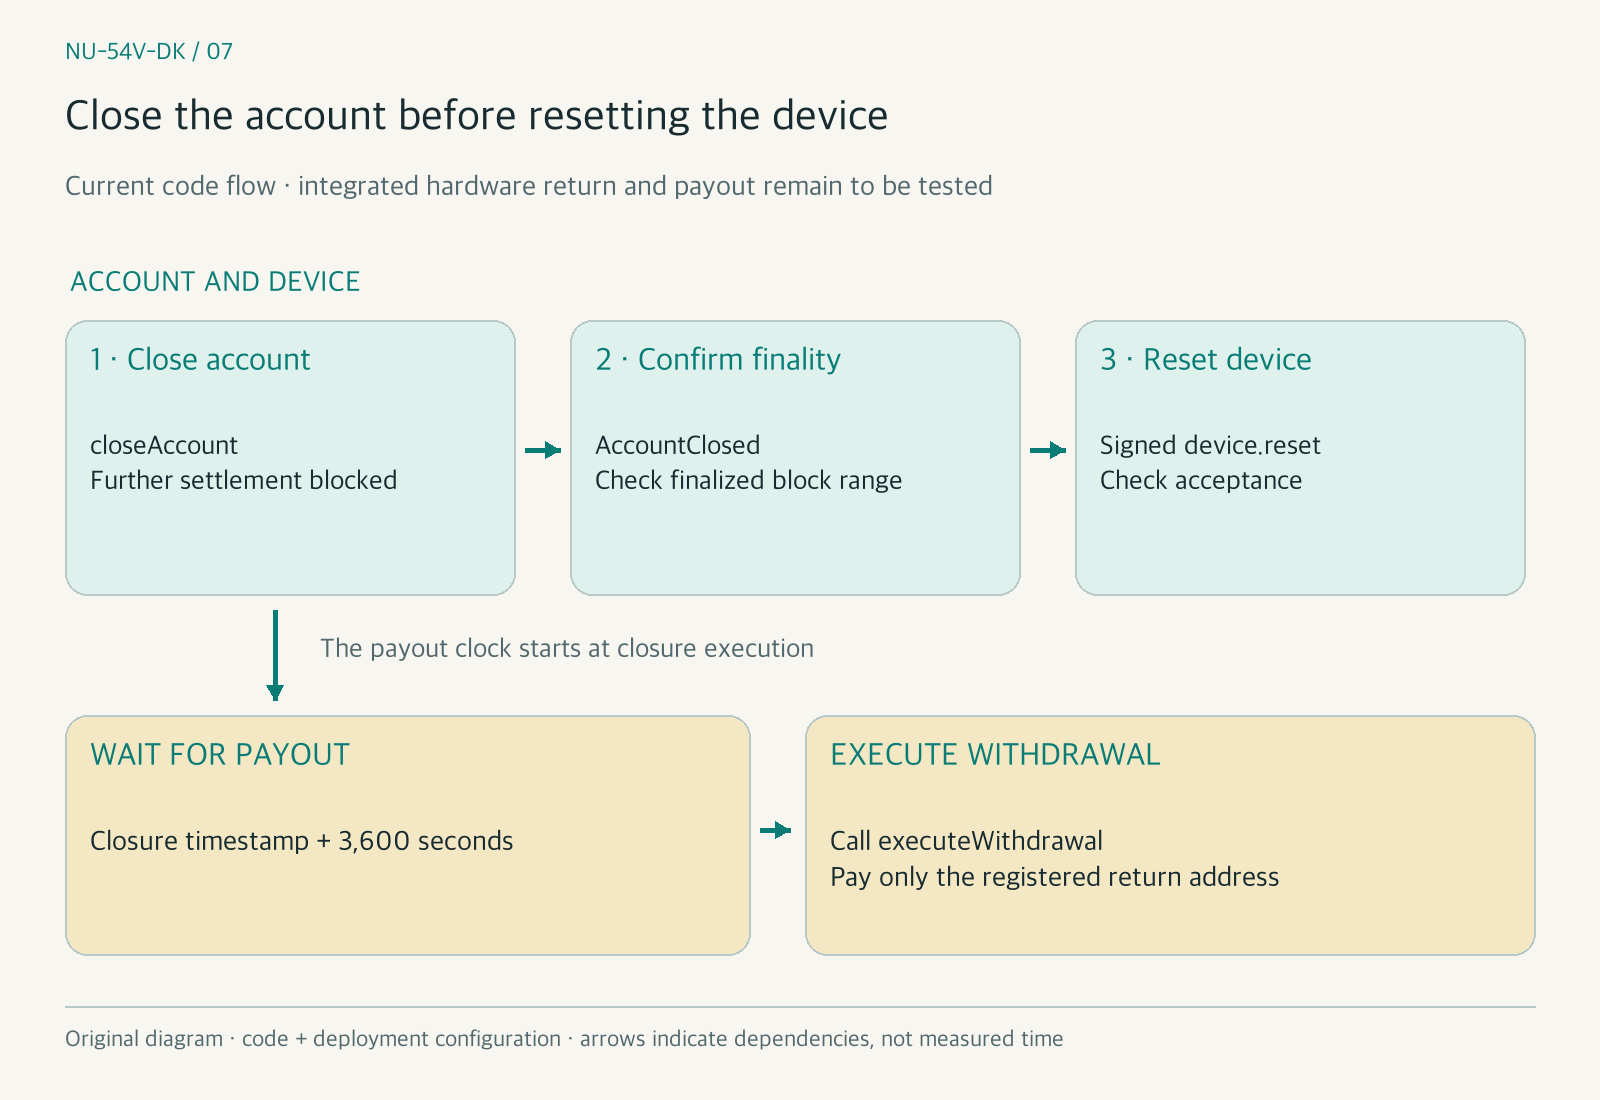 NU-54V-DK / 07
Close the account before resetting the device
Current code flow · integrated hardware return and payout remain to be tested
ACCOUNT AND DEVICE
1 · Close account
closeAccount
Further settlement blocked
2 · Confirm finality
AccountClosed
Check finalized block range
3 · Reset device
Signed device.reset
Check acceptance
The payout clock starts at closure execution
WAIT FOR PAYOUT
Closure timestamp + 3,600 seconds
EXECUTE WITHDRAWAL
Call executeWithdrawal
Pay only the registered return address
Original diagram · code + deployment configuration · arrows indicate dependencies, not measured time